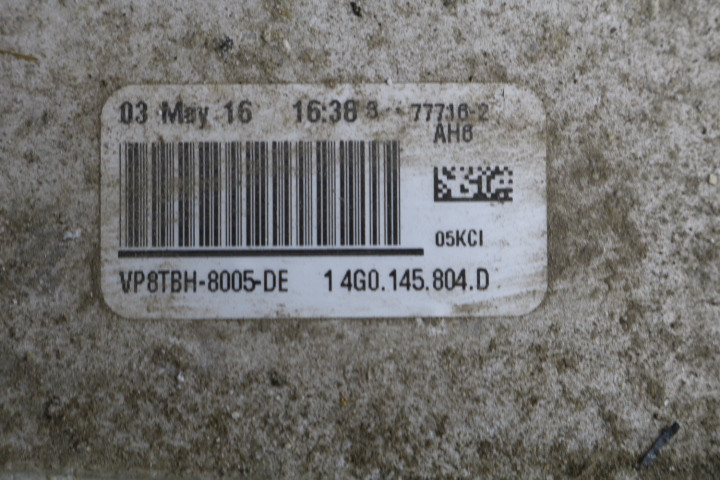 03 May 16 16:38 3 77716-2
AH6
05KCI
VP8TBH-8005-DE 1 4G0.145.804.D